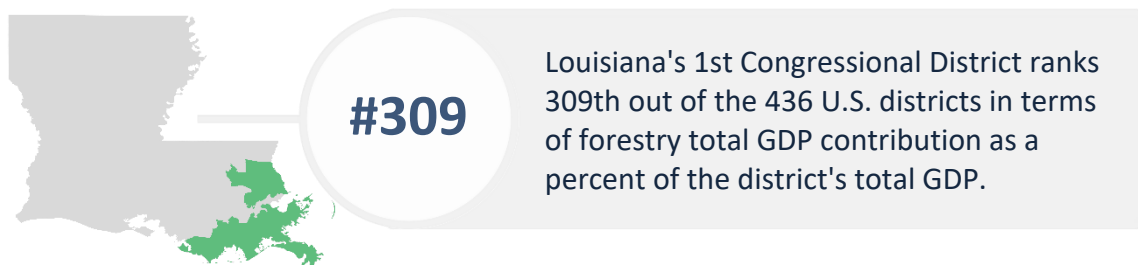 #309
Louisiana's 1st Congressional District ranks
309th out of the 436 U.S. districts in terms
of forestry total GDP contribution as a
percent of the district's total GDP.